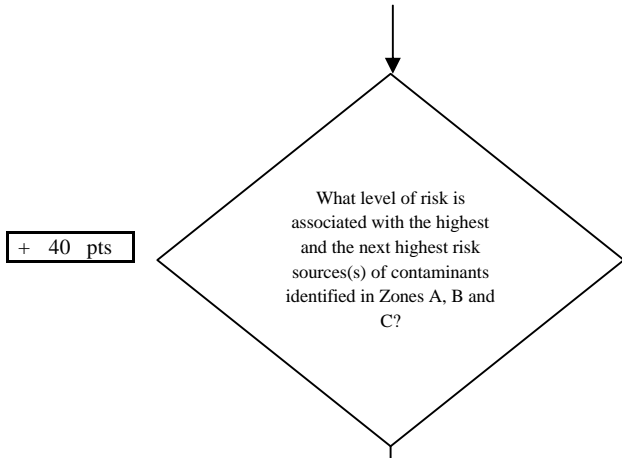 What level of risk is
associated with the highest
+ 40 pts
and the next highest risk
sources(s) of contaminants
identified in Zones A, B and
C?